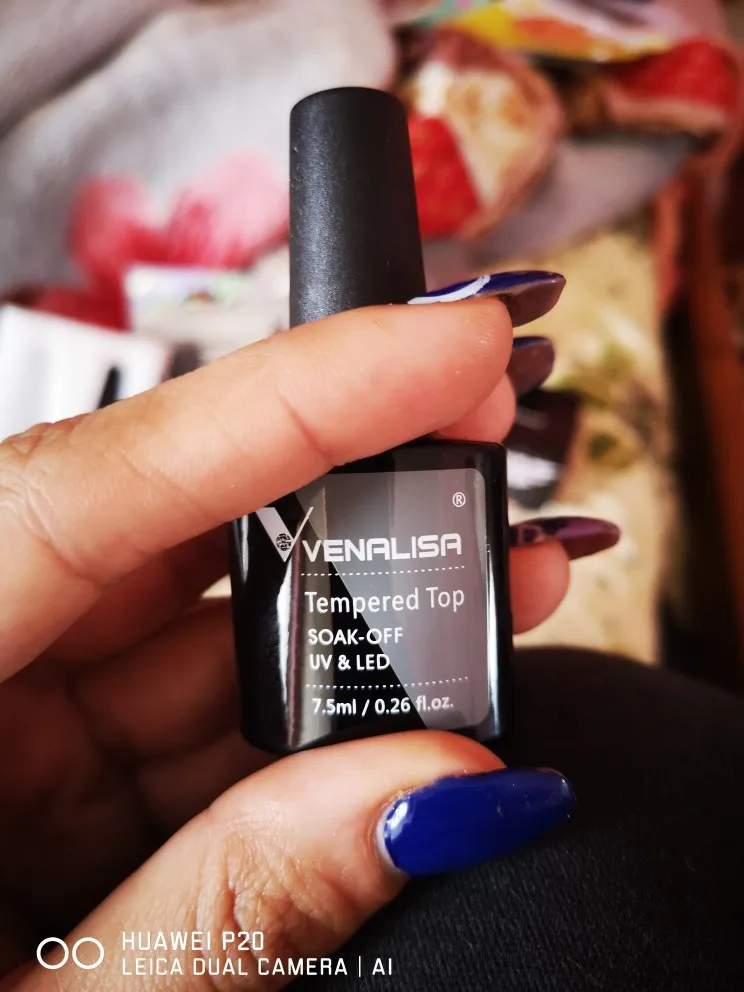 ®
VENALISA
Tempered Top
SOAK-OFF
UV & LED
7.5ml / 0.26 fl.oz.
HUAWEI P20
LEICA DUAL CAMERA | AI